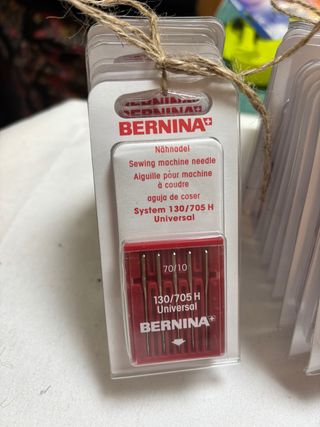 BERNINA+
Nähnadel
Sewing machine needle
Aiguille pour machine
à coudre
aguja de coser
System 130/705 H
Universal
70/10
130/705 H
Universal
BERNINA+